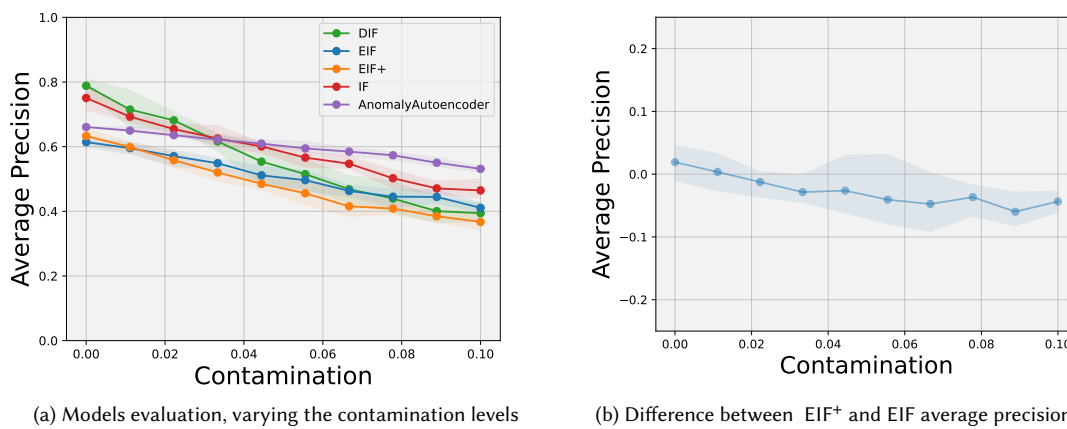 1.0
0.8
0.6
0.4
0.2
0.0
Average Precision
DIF
EIF
EIF+
IF
AnomalyAutoencoder
0.00 0.02 0.04 0.06 0.08 0.10
Contamination
(a) Models evaluation, varying the contamination levels
0.2
0.1
0.0
−0.1
−0.2
Average Precision
0.00 0.02 0.04 0.06 0.08 0.10
Contamination
(b) Difference between EIF+ and EIF average precision